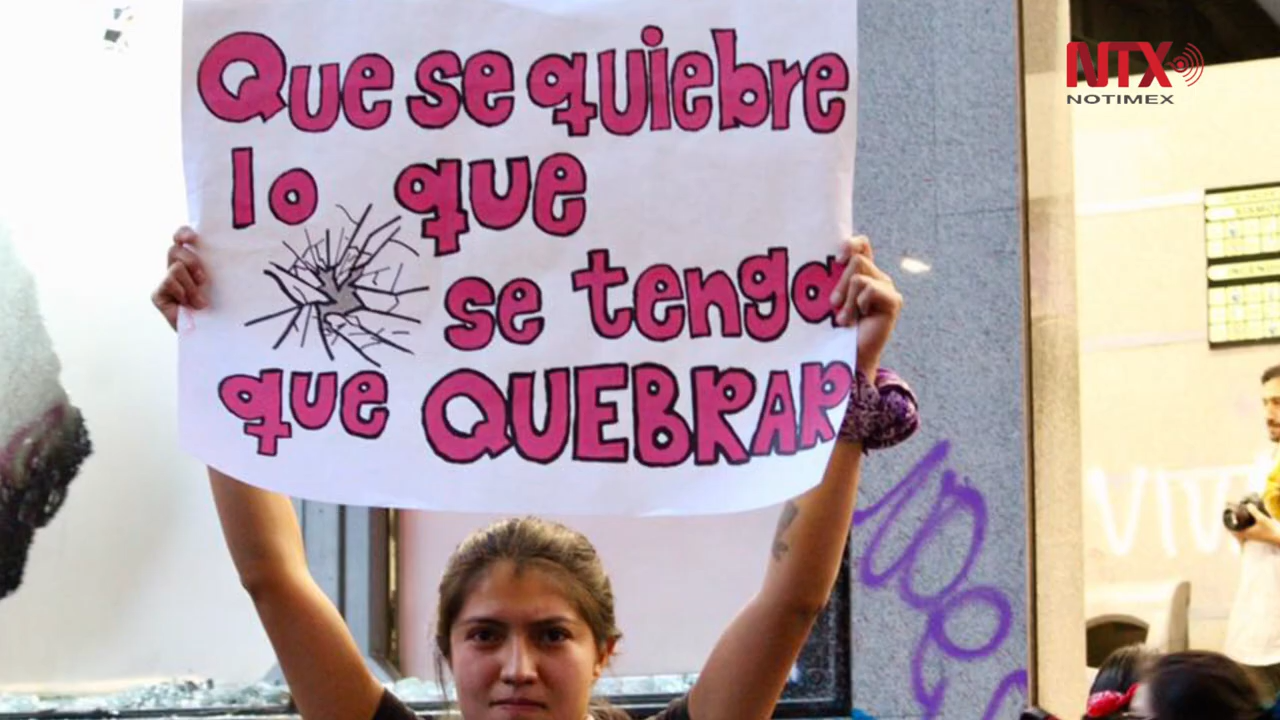 Que se quiebre
lo que
se tenga
que QUEBRAR
NTX
NOTIMEX